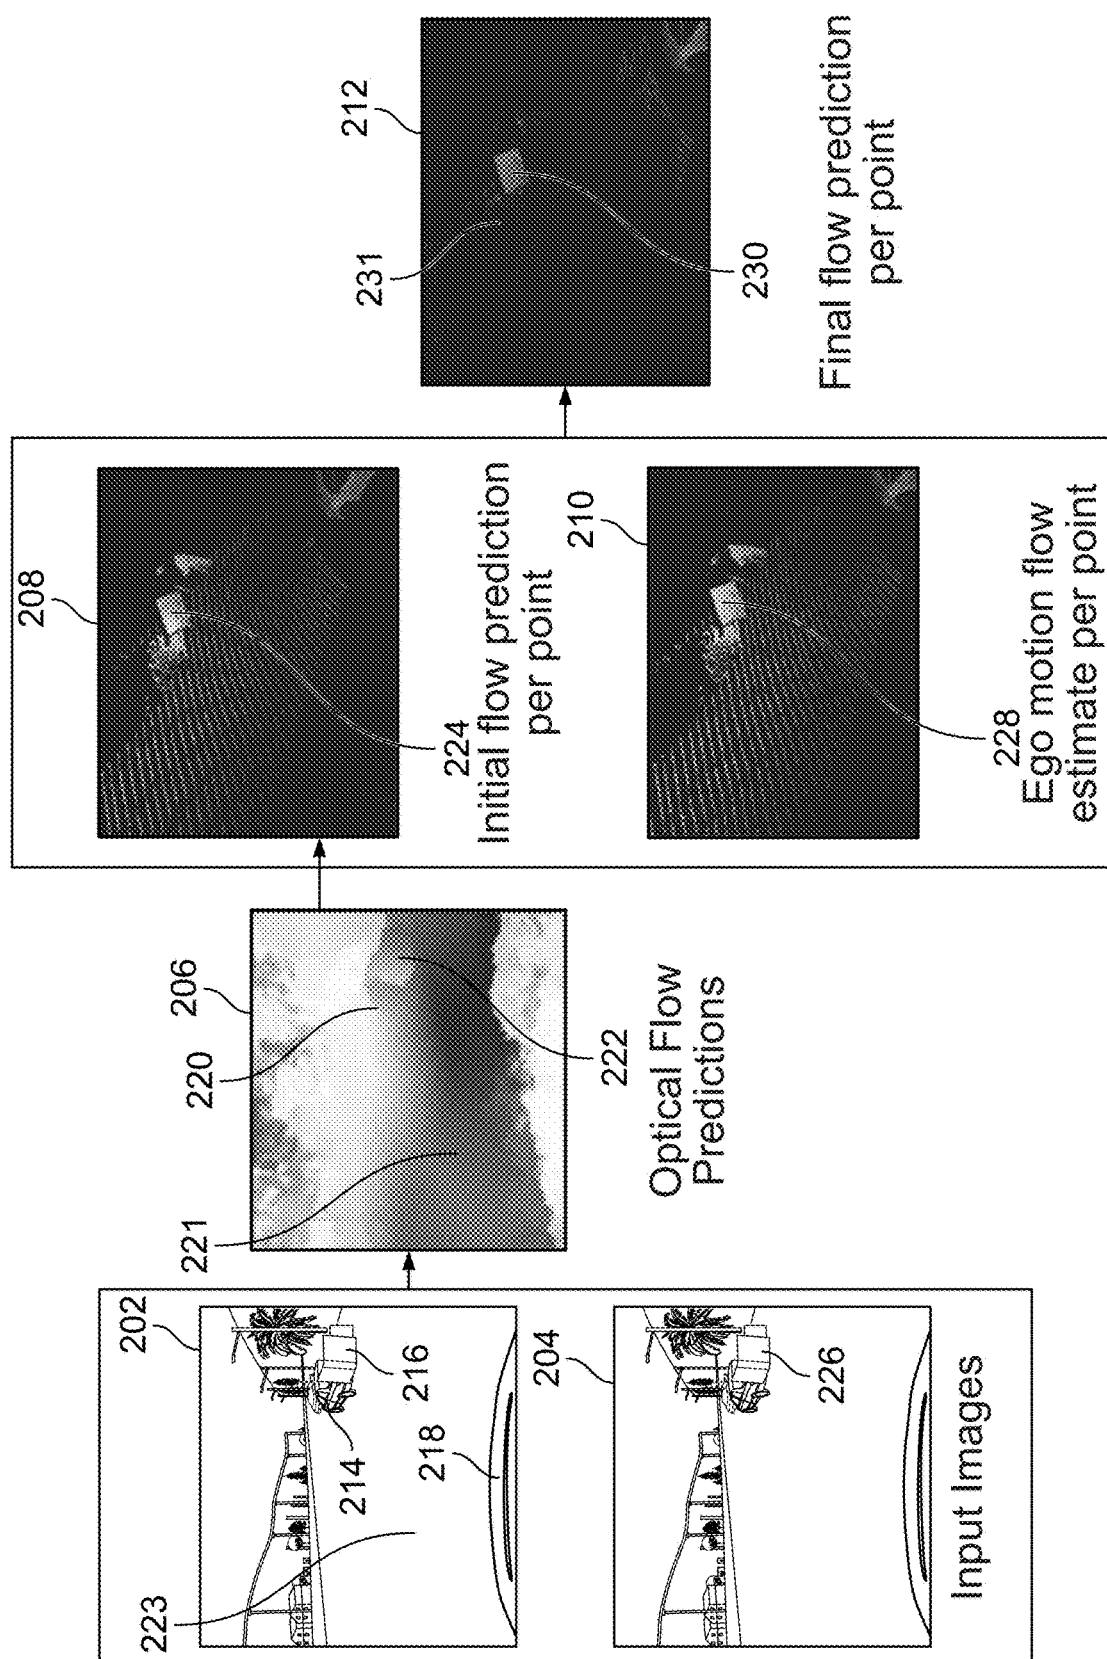 202
223
214
216
218
204
226
Input Images
206
220
221
222
Optical Flow
Predictions
208
224
Initial flow prediction
per point
210
228
Ego motion flow
estimate per point
212
231
230
Final flow prediction
per point